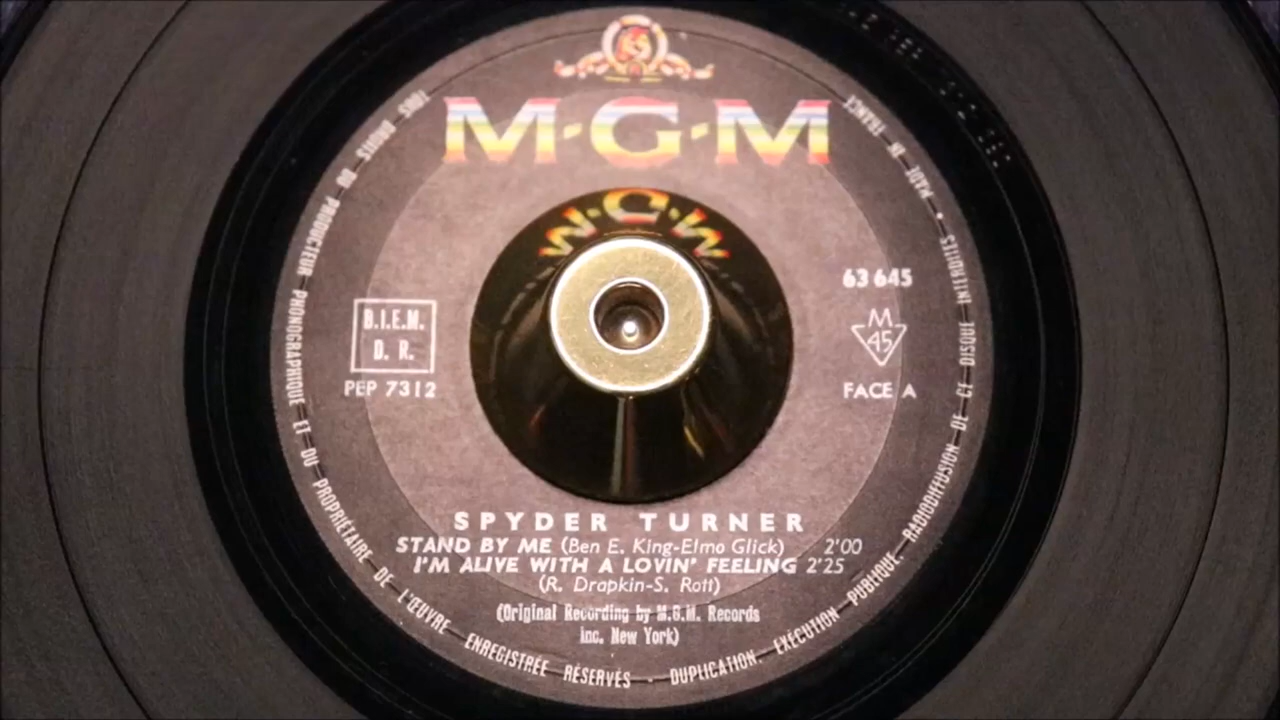 M·G·M
TOUS DROITS DU PRODUCTEUR PHONOGRAPHIQUE ET DU PROPRIÉTAIRE DE L'ŒUVRE ENREGISTRÉE RÉSERVÉS - DUPLICATION. EXÉCUTION PUBLIQUE. RADIODIFFUSION DE CE DISQUE INTERDITES • MADE IN FRANCE
63 645
B.I.E.M.
D. R.
M
45
PEP 7312
FACE A
SPYDER TURNER
STAND BY ME (Ben E. King-Elmo Glick) 2'00
I'M ALIVE WITH A LOVIN' FEELING 2'25
(R. Drapkin-S. Rott)
(Original Recording by M.G.M. Records
inc. New York)